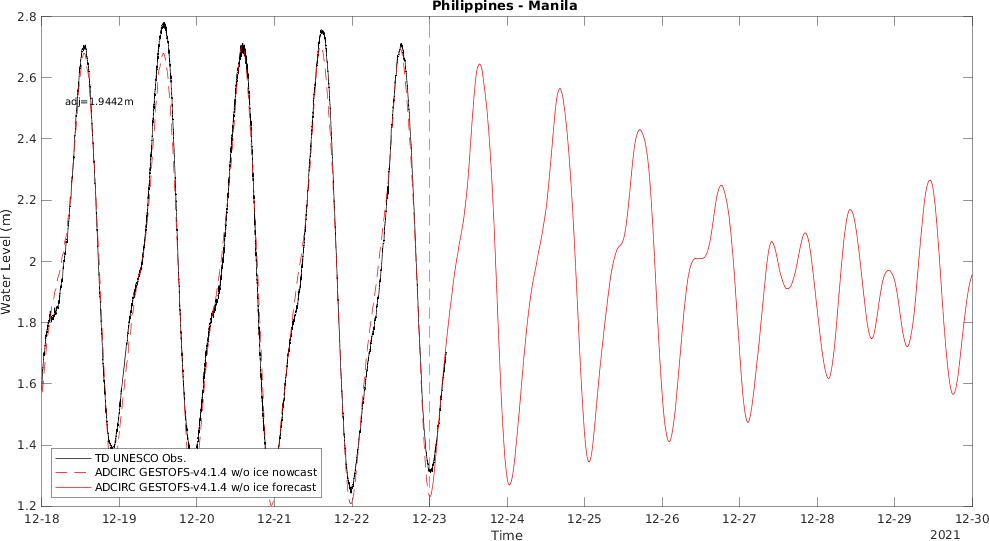 Philippines - Manila
Water Level (m)
2.8
2.6
2.4
2.2
2
1.8
1.6
1.4
1.2
adj=1.9442m
TD UNESCO Obs.
ADCIRC GESTOFS-v4.1.4 w/o ice nowcast
ADCIRC GESTOFS-v4.1.4 w/o ice forecast
12-18 12-19 12-20 12-21 12-22 12-23 12-24 12-25 12-26 12-27 12-28 12-29 12-30
Time
2021